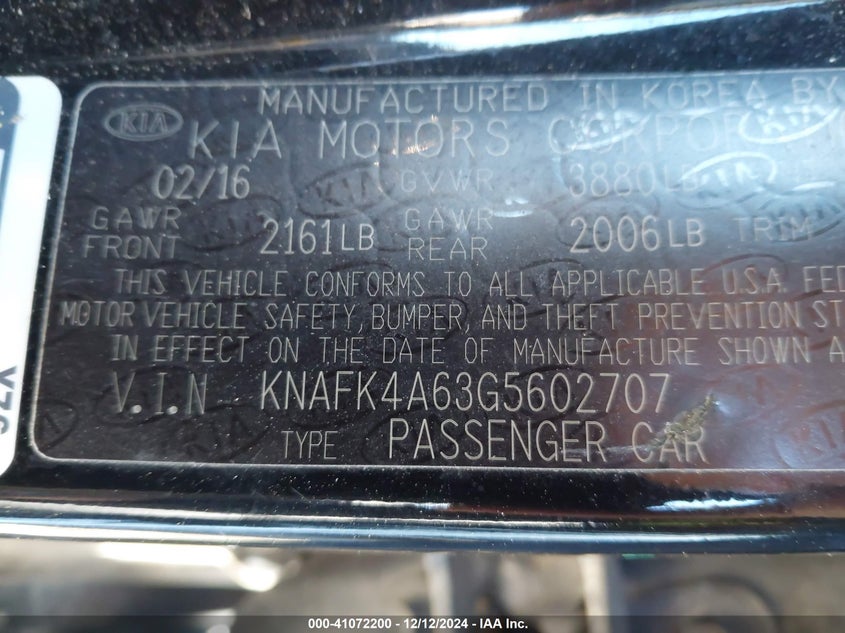 MANUFACTURED IN KOREA BY
KIA
KIA MOTORS
02/16 GVWR 3880LB
GAWR FRONT 2161LB GAWR REAR 2006LB TRIM
THIS VEHICLE CONFORMS TO ALL APPLICABLE U.S.A. FED
MOTOR VEHICLE SAFETY, BUMPER, AND THEFT PREVENTION ST
IN EFFECT ON THE DATE OF MANUFACTURE SHOWN A
V.I.N KNAFK4A63G5602707
TYPE PASSENGER CAR
000-41072200 - 12/12/2024 - IAA Inc.